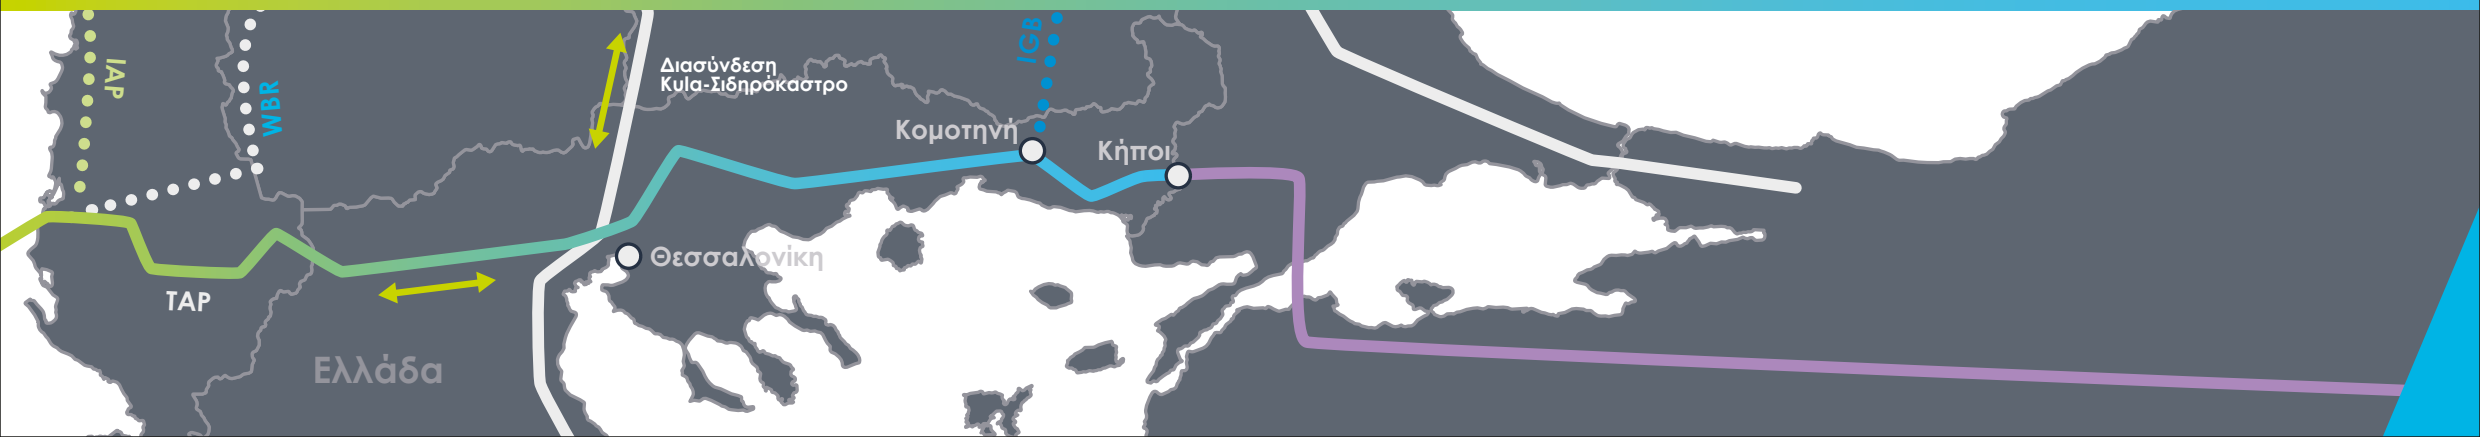 IAP
WBR
Διασύνδεση
Kula-Σιδηρόκαστρο
IGB
Κομοτηνή
Κήποι
Θεσσαλονίκη
TAP
Ελλάδα